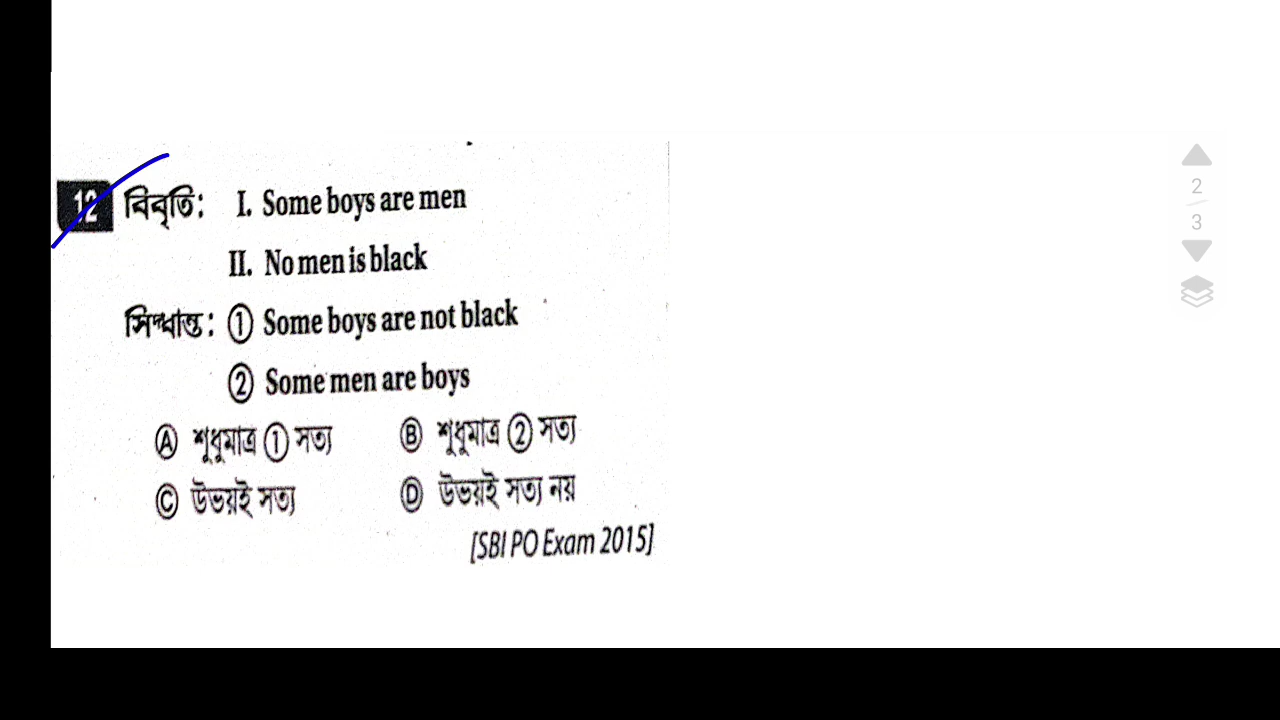 12 বিবৃতি: I. Some boys are men
II. No men is black
সিদ্ধান্ত: ① Some boys are not black
② Some men are boys
Ⓐ শুধুমাত্র ① সত্য Ⓑ শুধুমাত্র ② সত্য
Ⓒ উভয়ই সত্য Ⓓ উভয়ই সত্য নয়
[SBI PO Exam 2015]
2
3